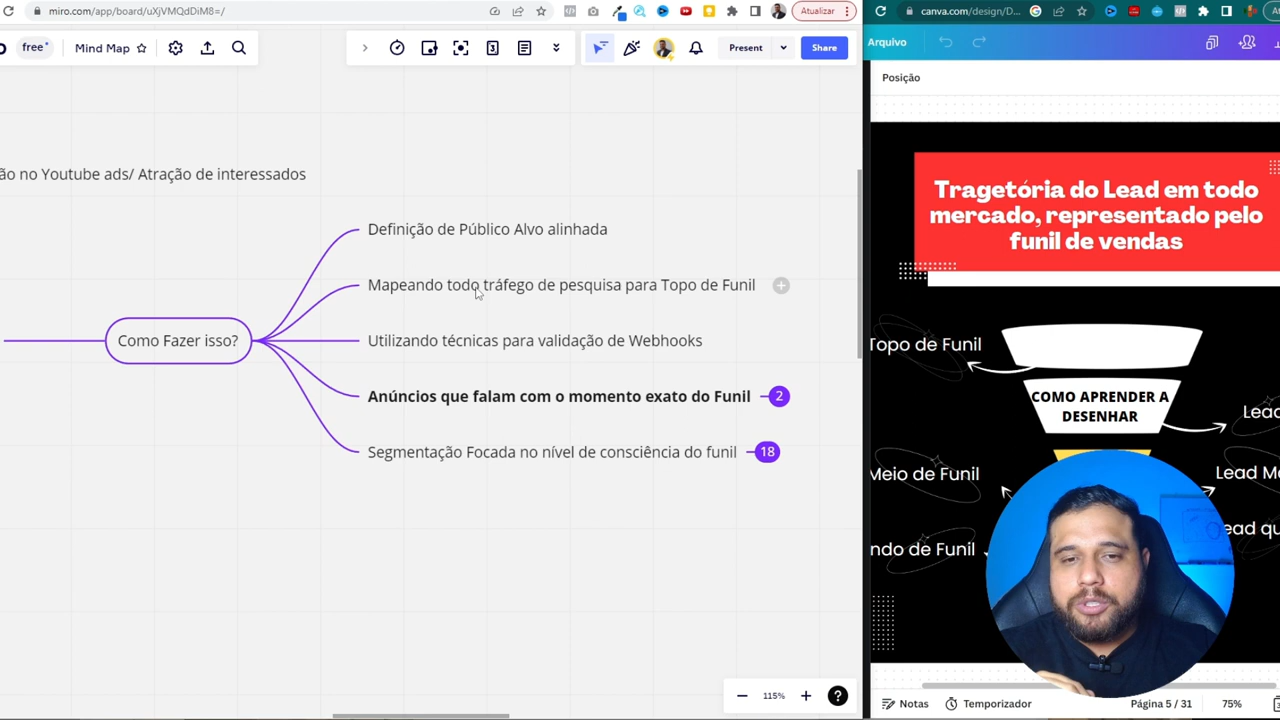 miro.com/app/board/uXjVMQdDiM8=/
Atualizar
free
Mind Map
Present
Share
ão no Youtube ads/ Atração de interessados
Como Fazer isso?
Definição de Público Alvo alinhada
Mapeando todo tráfego de pesquisa para Topo de Funil
Utilizando técnicas para validação de Webhooks
Anúncios que falam com o momento exato do Funil
2
Segmentação Focada no nível de consciência do funil
18
115%
?
canva.com/design/D...
At
Arquivo
Posição
Tragetória do Lead em todo
mercado, representado pelo
funil de vendas
Topo de Funil
COMO APRENDER A
DESENHAR
Lead
Meio de Funil
Lead M
ead qu
ndo de Funil
Notas
Temporizador
Página 5 / 31
75%